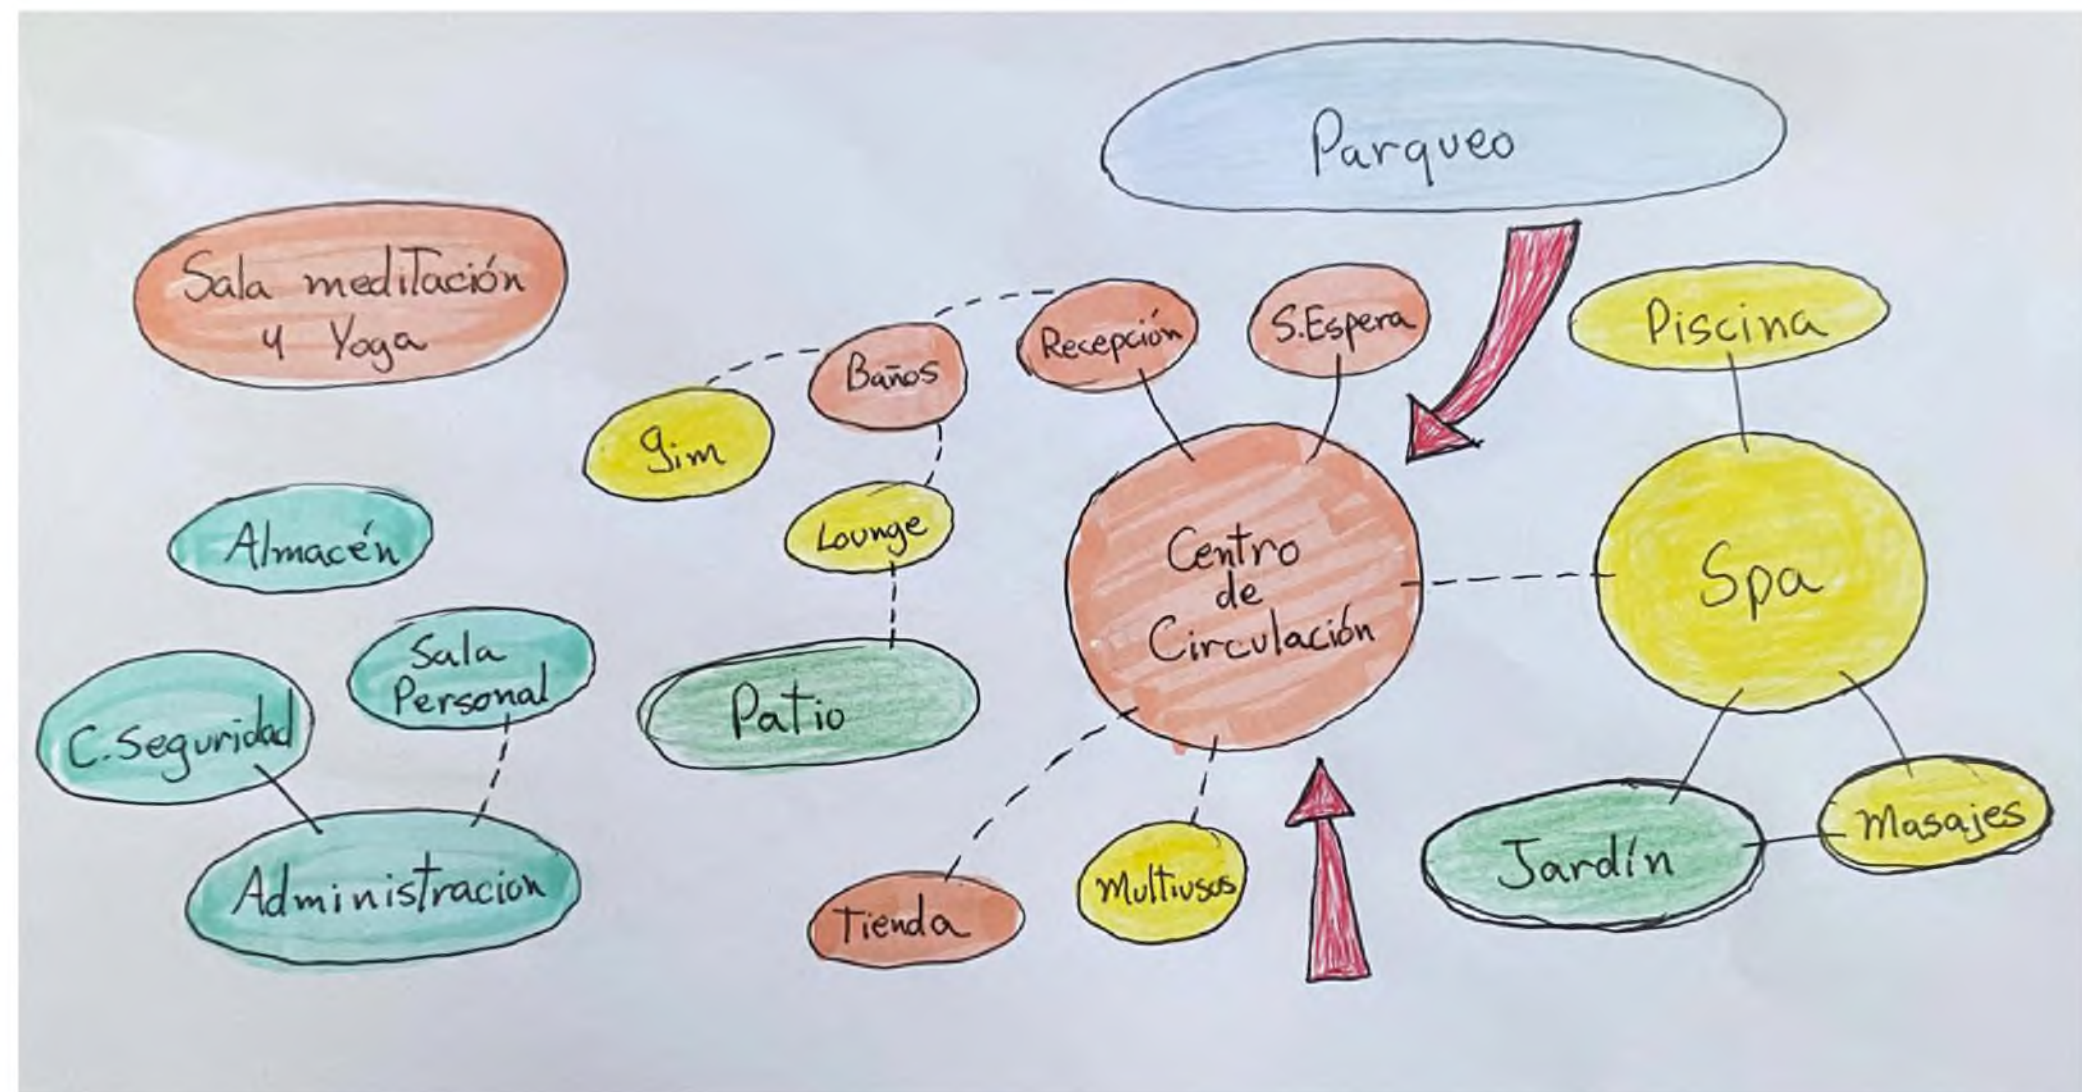 Parqueo
Sala meditación
y Yoga
Recepción
S.Espera
Piscina
Baños
Gim
Lounge
Almacén
Centro
de
Circulación
Spa
Sala
Personal
C.Seguridad
Patio
Administracion
Tienda
Multiusos
Jardín
Masajes